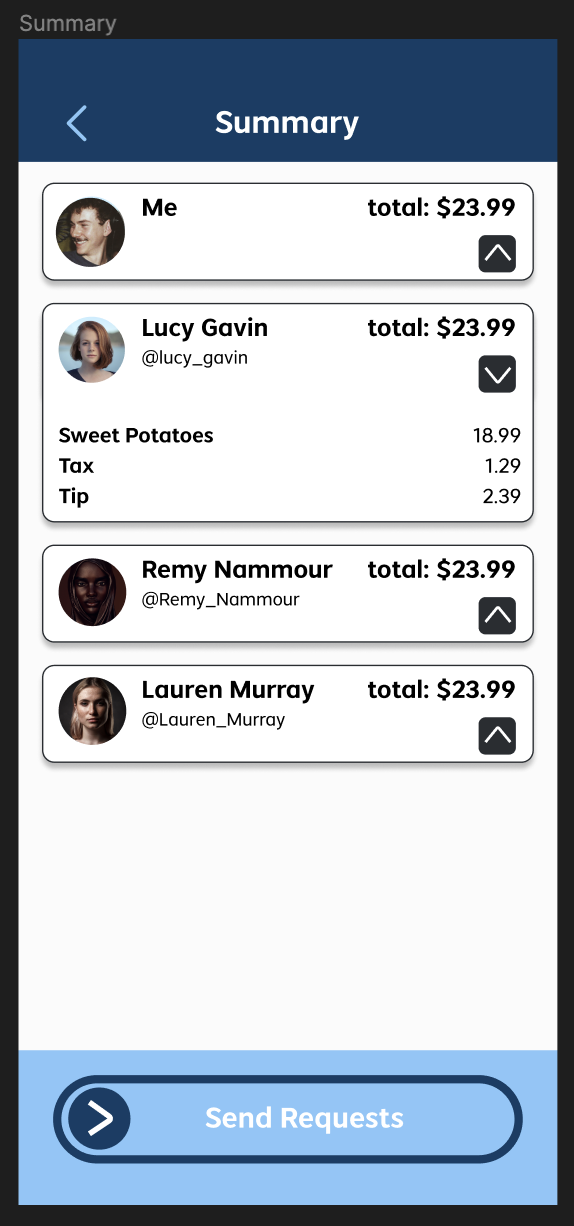 Summary
Summary
Me total: $23.99
Lucy Gavin total: $23.99
@lucy_gavin
Sweet Potatoes 18.99
Tax 1.29
Tip 2.39
Remy Nammour total: $23.99
@Remy_Nammour
Lauren Murray total: $23.99
@Lauren_Murray
Send Requests